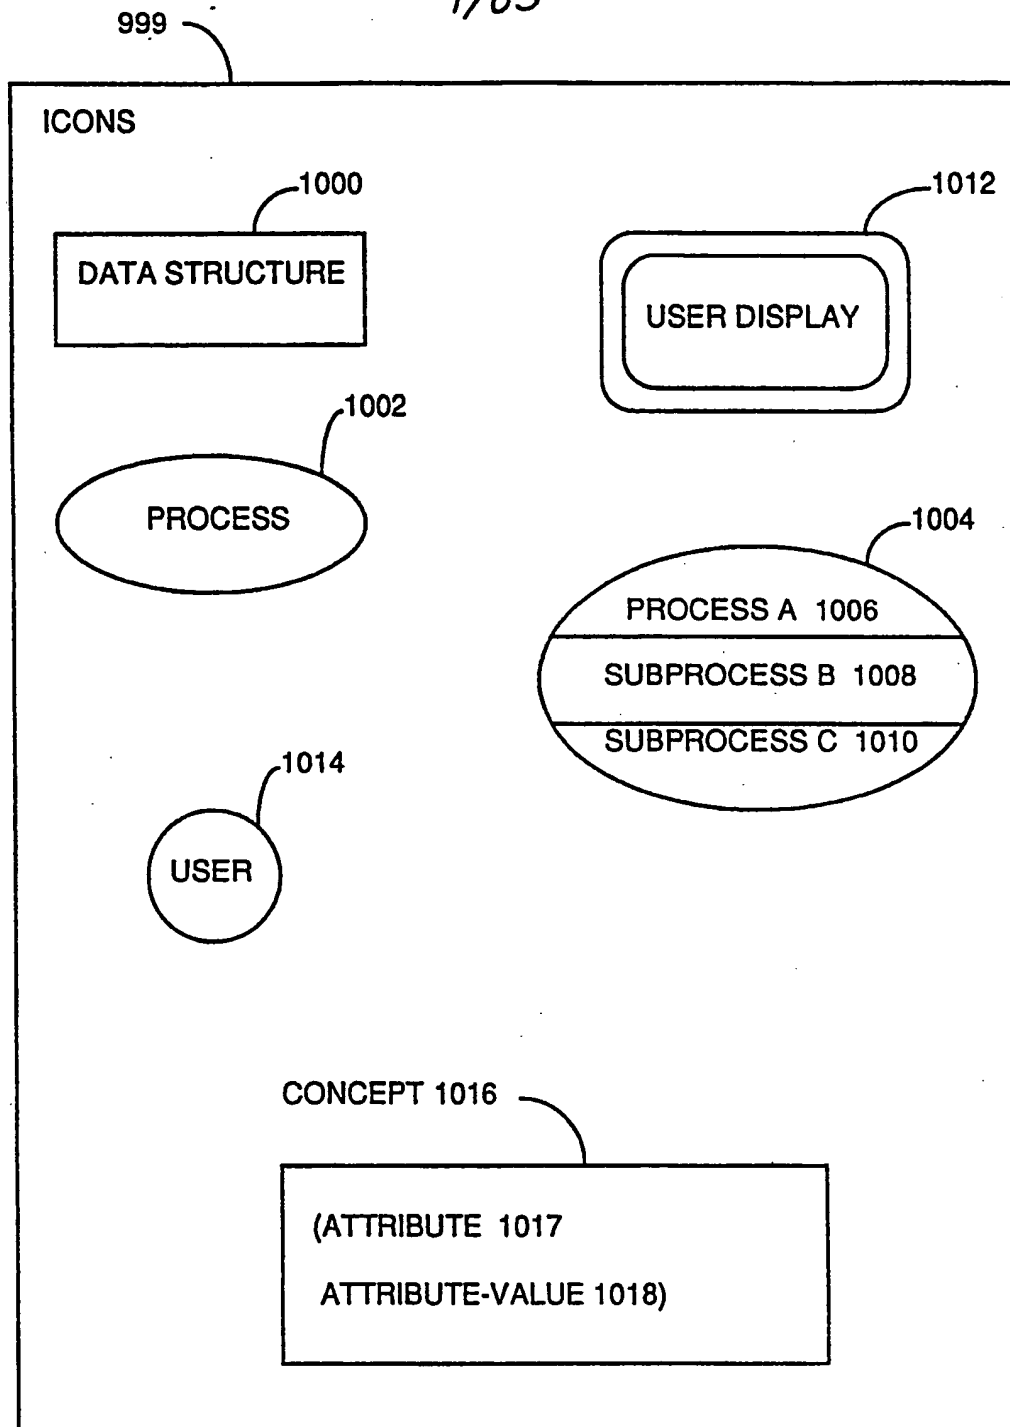 999
ICONS
1000
DATA STRUCTURE
1012
USER DISPLAY
1002
PROCESS
1004
PROCESS A 1006
SUBPROCESS B 1008
SUBPROCESS C 1010
1014
USER
CONCEPT 1016
(ATTRIBUTE 1017
ATTRIBUTE-VALUE 1018)